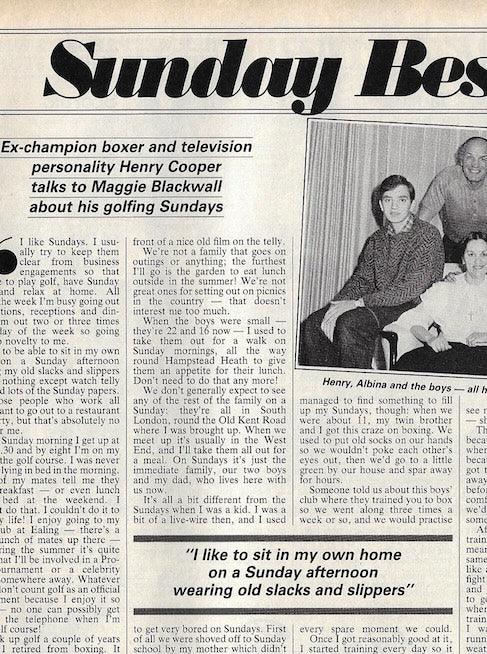 Sunday Bes
Ex-champion boxer and television
personality Henry Cooper
talks to Maggie Blackwall
about his golfing Sundays
I like Sundays. I usu-
ally try to keep them
clear from business
engagements so that
e to play golf, have Sunday
and relax at home. All
the week I'm busy going out
tions, receptions and din-
m out two or three times
day of the week so going
novelty to me.
to be able to sit in my own
on a Sunday afternoon
my old slacks and slippers
nothing except watch telly
d lots of the Sunday papers.
ose people who work all
ant to go out to a restaurant
rty, but that's absolutely no
r me.
Sunday morning I get up at
.30 and by eight I'm on my
the golf course. I was never
lying in bed in the morning.
of my mates tell me they
reakfast — or even lunch
bed at the weekend. I
t do that. I couldn't do it to
y life! I enjoy going to my
ub at Ealing — there's a
unch of mates up there —
ring the summer it's quite
hat I'll be involved in a Pro-
ournament or a celebrity
omewhere away. Whatever
don't count golf as an official
ment because I enjoy it so
— no one can possibly get
the telephone when I'm
lf course!
k up golf a couple of years
I retired from boxing. It
front of a nice old film on the telly.
We're not a family that goes on
outings or anything; the furthest
I'll go is the garden to eat lunch
outside in the summer! We're not
great ones for setting out on picnics
in the country — that doesn't
interest me too much.
When the boys were small —
they're 22 and 16 now — I used to
take them out for a walk on
Sunday mornings, all the way
round Hampstead Heath to give
them an appetite for their lunch.
Don't need to do that any more!
We don't generally expect to see
any of the rest of the family on a
Sunday: they're all in South
London, round the Old Kent Road
where I was brought up. When we
meet up it's usually in the West
End, and I'll take them all out for
a meal. On Sundays it's just the
immediate family, our two boys
and my dad, who lives here with
us now.
It's all a bit different from the
Sundays when I was a kid. I was a
bit of a live-wire then, and I used
"I like to sit in my own home
on a Sunday afternoon
wearing old slacks and slippers"
to get very bored on Sundays. First
of all we were shoved off to Sunday
school by my mother which didn't
Henry, Albina and the boys — all h
managed to find something to fill
up my Sundays, though: when we
were about 11, my twin brother
and I got this craze on boxing. We
used to put old socks on our hands
so we wouldn't poke each other's
eyes out, then we'd go to a little
green by our house and spar away
for hours.
Someone told us about this boys'
club where they trained you to box
so we went along three times a
week or so, and we would practise
every spare moment we could.
Once I got reasonably good at it,
I started training every day so it